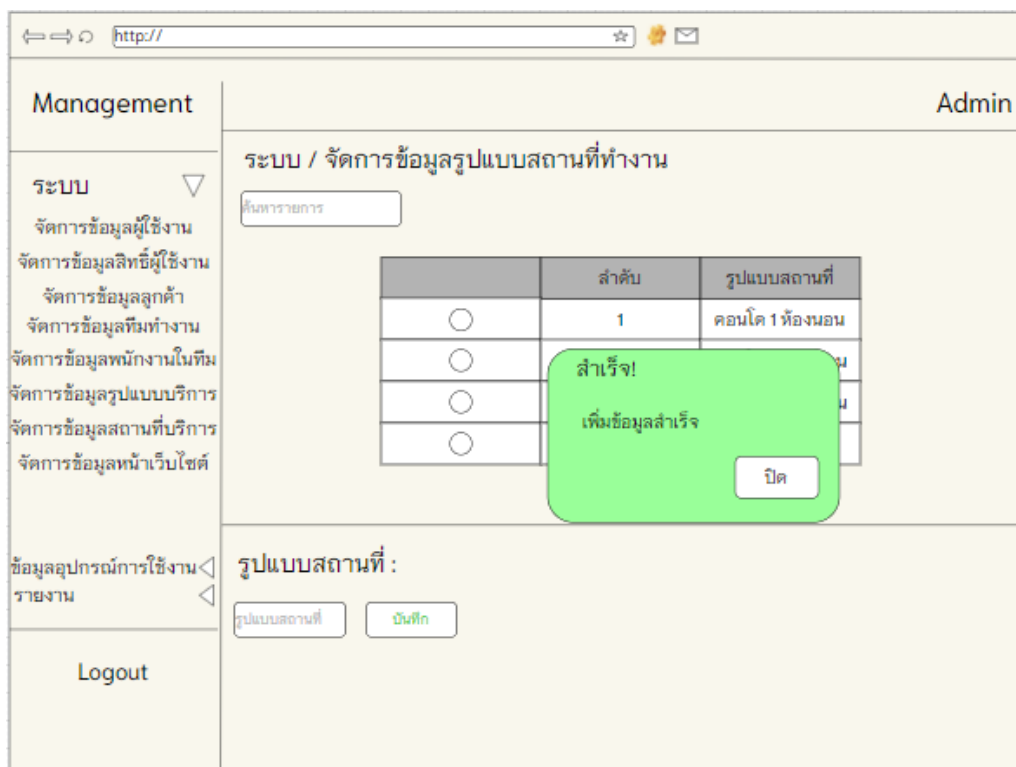 http://
Management
Admin
ระบบ / จัดการข้อมูลรูปแบบสถานที่ทำงาน
ค้นหารายการ
ระบบ
จัดการข้อมูลผู้ใช้งาน
จัดการข้อมูลสิทธิ์ผู้ใช้งาน
จัดการข้อมูลลูกค้า
จัดการข้อมูลทีมทำงาน
จัดการข้อมูลพนักงานในทีม
จัดการข้อมูลรูปแบบบริการ
จัดการข้อมูลสถานที่บริการ
จัดการข้อมูลหน้าเว็บไซต์
ข้อมูลอุปกรณ์การใช้งาน
รายงาน
Logout
ลำดับ รูปแบบสถานที่
1 คอนโด 1 ห้องนอน
น
น
สำเร็จ!
เพิ่มข้อมูลสำเร็จ
ปิด
รูปแบบสถานที่ :
รูปแบบสถานที่ บันทึก